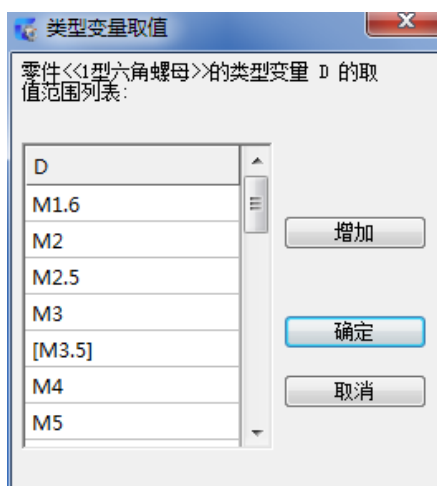 类型变量取值
零件<<1型六角螺母>>的类型变量 D 的取
值范围列表:
D
M1.6
M2
M2.5
M3
[M3.5]
M4
M5
增加
确定
取消